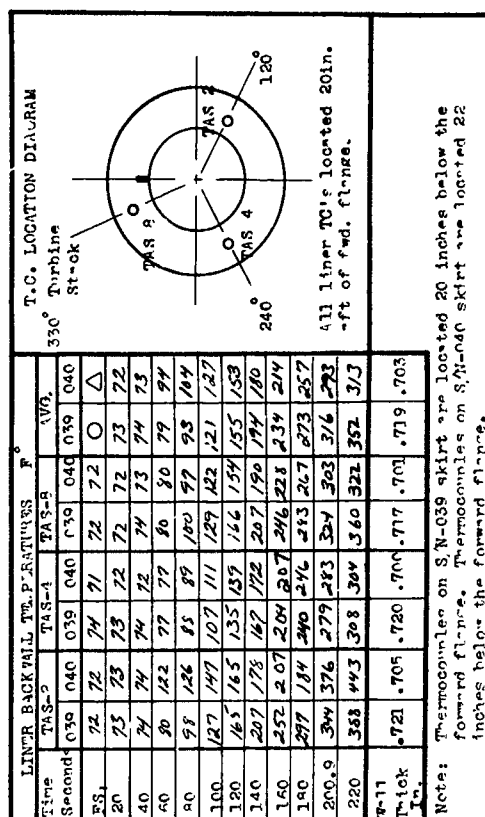 LINER BACKWALL TEMPERATURES F°
Time TAS-2 TAS-4 TAS-8 AVG.
Seconds 039 040 039 040 039 040 039 040
FS, 72 72 74 71 72 72 O △
20 73 73 73 72 72 72 73 72
40 74 74 74 72 74 73 74 73
60 80 122 77 77 80 80 79 94
80 98 126 85 89 100 97 93 104
100 127 147 107 111 129 122 121 127
120 165 165 135 139 166 154 155 153
140 207 178 167 172 207 190 194 180
160 252 207 204 207 246 228 234 214
180 297 184 240 246 283 267 273 257
200.9 344 376 279 283 324 303 316 293
220 388 443 308 304 360 322 352 313
Thick .721 .705 .720 .700 .717 .701 .719 .703
In.
T.C. LOCATION DIAGRAM
330° Turbine
Stack
TAS 8
TAS 2
TAS 4
120°
240°
All liner TC's located 20in.
aft of fwd. flange.
Note: Thermocouples on S/N-039 skirt are located 20 inches below the
forward flange. Thermocouples on S/N-040 skirt are located 22
inches below the forward flange.